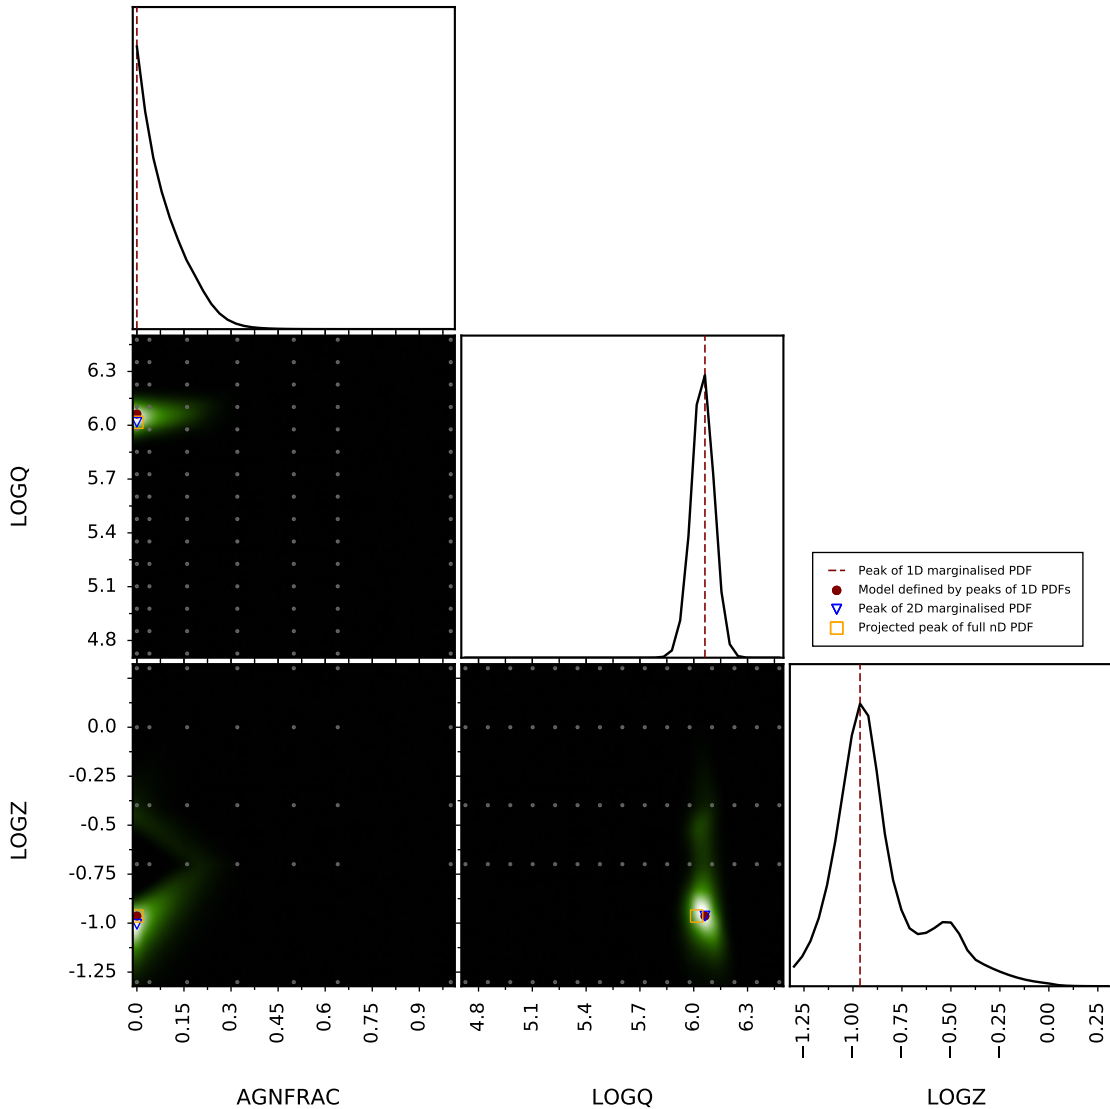 6.3
6.0
5.7
5.4
5.1
4.8
LOGQ
Peak of 1D marginalised PDF
Model defined by peaks of 1D PDFs
Peak of 2D marginalised PDF
Projected peak of full nD PDF
0.0
-0.25
-0.5
-0.75
-1.0
-1.25
LOGZ
0.0 0.15 0.3 0.45 0.6 0.75 0.9
4.8 5.1 5.4 5.7 6.0 6.3
−1.25 −1.00 −0.75 −0.50 −0.25 0.00 0.25
AGNFRAC LOGQ LOGZ